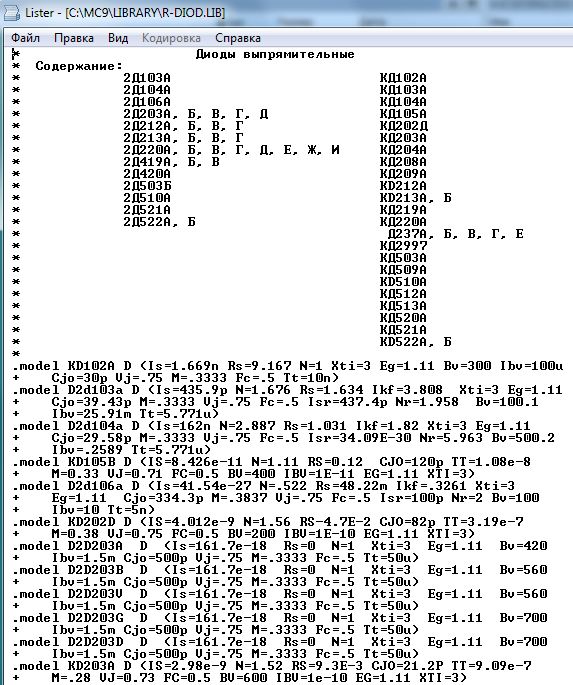 Lister - [C:\MC9\LIBRARY\R-DIOD.LIB]
Файл Правка Вид Кодировка Справка
* Диоды выпрямительные
* Содержание:
* 2Д103А КД102А
* 2Д104А КД103А
* 2Д106А КД104А
* 2Д203А, Б, В, Г, Д КД105А
* 2Д212А, Б, В, Г КД202Д
* 2Д213А, Б, В, Г КД203А
* 2Д220А, Б, В, Г, Д, Е, Ж, И КД204А
* 2Д419А, Б, В КД208А
* 2Д420А КД209А
* 2Д503Б KD212A
* 2Д510А KD213A, Б
* 2Д521А КД219А
* 2Д522А, Б КД220А
* Д237А, Б, В, Г, Е
* КД2997
* КД503А
* КД509А
* KD510A
* КД512А
* КД513А
* КД520А
* КД521А
* KD522A, Б
*
.model KD102A D (Is=1.669n Rs=9.167 N=1 Xti=3 Eg=1.11 Bv=300 Ibv=100u
+ Cjo=30p Vj=.75 M=.3333 Fc=.5 Tt=10n)
.model D2d103a D (Is=435.9p N=1.676 Rs=1.634 Ikf=3.808 Xti=3 Eg=1.11
+ Cjo=39.43p M=.3333 Vj=.75 Fc=.5 Isr=437.4p Nr=1.958 Bv=100.1
+ Ibv=25.91m Tt=5.771u)
.model D2d104a D (Is=162n N=2.887 Rs=1.031 Ikf=1.82 Xti=3 Eg=1.11
+ Cjo=29.58p M=.3333 Vj=.75 Fc=.5 Isr=34.09E-30 Nr=5.963 Bv=500.2
+ Ibv=.2589 Tt=5.771u)
.model KD105B D (IS=8.426e-11 N=1.11 RS=0.12 CJO=120p TT=1.08e-8
+ M=0.33 VJ=0.71 FC=0.5 BV=400 IBV=1E-11 EG=1.11 XTI=3)
.model D2d106a D (Is=41.54e-27 N=.522 Rs=48.22m Ikf=.3261 Xti=3
+ Eg=1.11 Cjo=334.3p M=.3837 Vj=.75 Fc=.5 Isr=100p Nr=2 Bv=100
+ Ibv=10 Tt=5n)
.model KD202D D (IS=4.012e-9 N=1.56 RS-4.7E-2 CJO=82p TT=3.19e-7
+ M=0.38 VJ=0.75 FC=0.5 BV=200 IBV=1E-10 EG=1.11 XTI=3)
.model D2D203A D (Is=161.7e-18 Rs=0 N=1 Xti=3 Eg=1.11 Bv=420
+ Ibv=1.5m Cjo=500p Vj=.75 M=.3333 Fc=.5 Tt=50u)
.model D2D203B D (Is=161.7e-18 Rs=0 N=1 Xti=3 Eg=1.11 Bv=560
+ Ibv=1.5m Cjo=500p Vj=.75 M=.3333 Fc=.5 Tt=50u)
.model D2D203V D (Is=161.7e-18 Rs=0 N=1 Xti=3 Eg=1.11 Bv=560
+ Ibv=1.5m Cjo=500p Vj=.75 M=.3333 Fc=.5 Tt=50u)
.model D2D203G D (Is=161.7e-18 Rs=0 N=1 Xti=3 Eg=1.11 Bv=700
+ Ibv=1.5m Cjo=500p Vj=.75 M=.3333 Fc=.5 Tt=50u)
.model D2D203D D (Is=161.7e-18 Rs=0 N=1 Xti=3 Eg=1.11 Bv=700
+ Ibv=1.5m Cjo=500p Vj=.75 M=.3333 Fc=.5 Tt=50u)
.model KD203A D (IS=2.98e-9 N=1.52 RS=9.3E-3 CJO=21.2P TT=9.09e-7
+ M=.28 VJ=0.73 FC=0.5 BV=600 IBV=1e-10 EG=1.11 XTI=3)